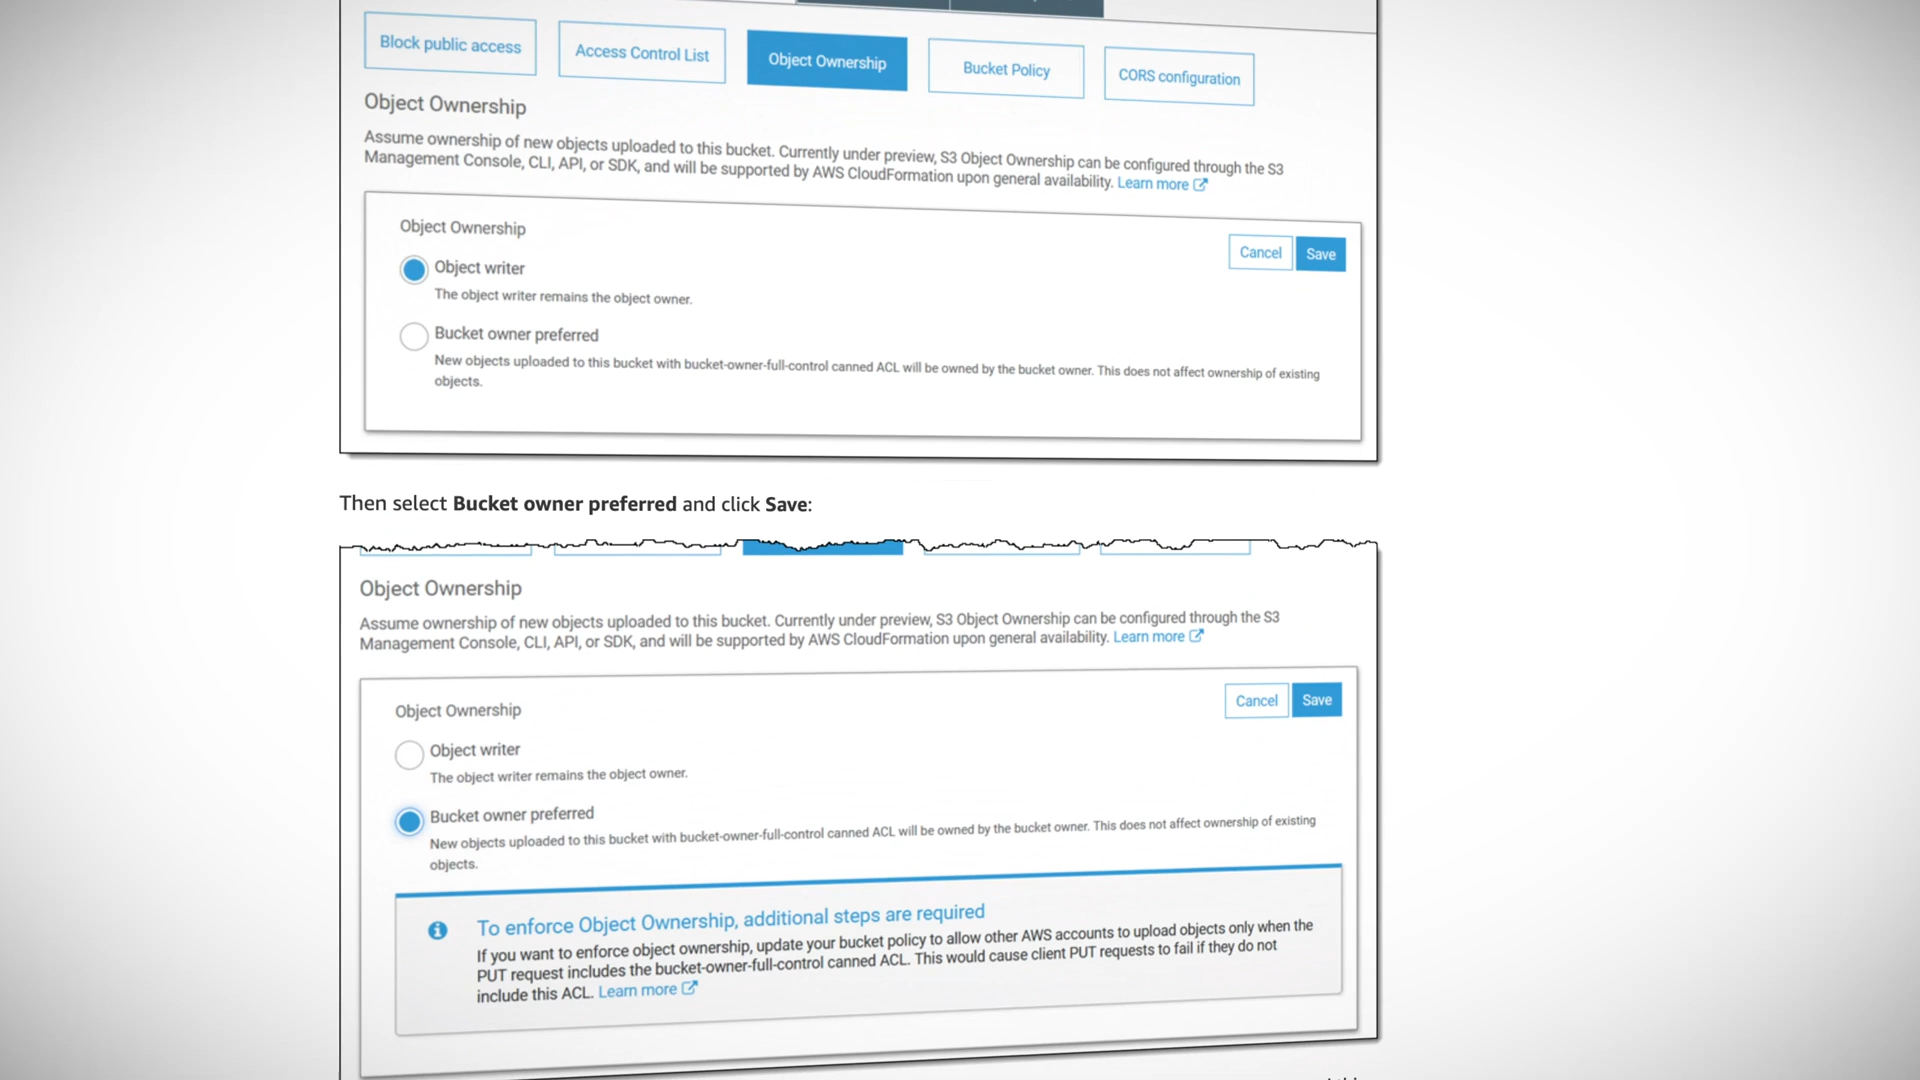 Block public access
Access Control List
Object Ownership
Bucket Policy
CORS configuration
Object Ownership
Assume ownership of new objects uploaded to this bucket. Currently under preview, S3 Object Ownership can be configured through the S3
Management Console, CLI, API, or SDK, and will be supported by AWS CloudFormation upon general availability. Learn more
Object Ownership
Cancel
Save
Object writer
The object writer remains the object owner.
Bucket owner preferred
New objects uploaded to this bucket with bucket-owner-full-control canned ACL will be owned by the bucket owner. This does not affect ownership of existing
objects.
Then select Bucket owner preferred and click Save:
Object Ownership
Assume ownership of new objects uploaded to this bucket. Currently under preview, S3 Object Ownership can be configured through the S3
Management Console, CLI, API, or SDK, and will be supported by AWS CloudFormation upon general availability. Learn more
Object Ownership
Cancel
Save
Object writer
The object writer remains the object owner.
Bucket owner preferred
New objects uploaded to this bucket with bucket-owner-full-control canned ACL will be owned by the bucket owner. This does not affect ownership of existing
objects.
To enforce Object Ownership, additional steps are required
If you want to enforce object ownership, update your bucket policy to allow other AWS accounts to upload objects only when the
PUT request includes the bucket-owner-full-control canned ACL. This would cause client PUT requests to fail if they do not
include this ACL. Learn more